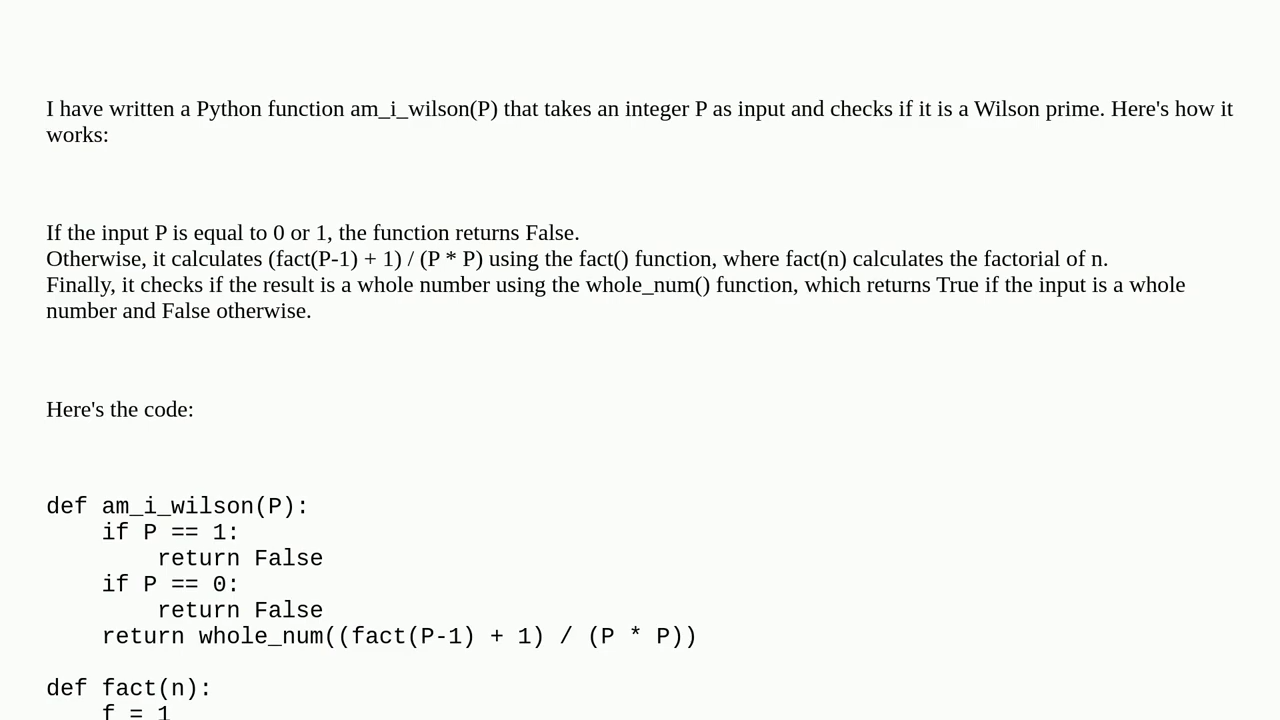 I have written a Python function am_i_wilson(P) that takes an integer P as input and checks if it is a Wilson prime. Here's how it
works:
If the input P is equal to 0 or 1, the function returns False.
Otherwise, it calculates (fact(P-1) + 1) / (P * P) using the fact() function, where fact(n) calculates the factorial of n.
Finally, it checks if the result is a whole number using the whole_num() function, which returns True if the input is a whole
number and False otherwise.
Here's the code:
def am_i_wilson(P):
    if P == 1:
        return False
    if P == 0:
        return False
    return whole_num((fact(P-1) + 1) / (P * P))
def fact(n):
    f = 1